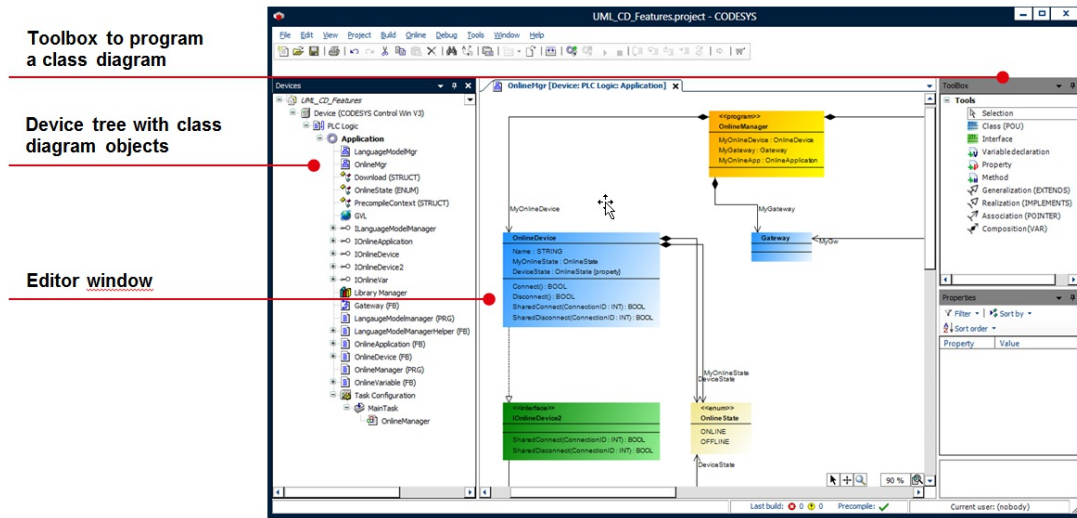 Toolbox to program
a class diagram
Device tree with class
diagram objects
Editor window
UML_CD_Features.project - CODESYS
File Edit View Project Build Online Debug Tools Window Help
Devices
UML_CD_Features
Device (CODESYS Control Win V3)
PLC Logic
Application
LanguageModelMgr
OnlineMgr
Download (STRUCT)
OnlineState (ENUM)
PrecompileContext (STRUCT)
GVL
ILanguageModelManager
IOnlineApplication
IOnlineDevice
IOnlineDevice2
IOnlineVar
Library Manager
Gateway (FB)
LangaugeModelmanager (PRG)
LanguageModelManagerHelper (FB)
OnlineApplication (FB)
OnlineDevice (FB)
OnlineManager (PRG)
OnlineVariable (FB)
Task Configuration
MainTask
OnlineManager
OnlineMgr [Device: PLC Logic: Application]
<<program>>
OnlineManager
MyOnlineDevice : OnlineDevice
MyGateway : Gateway
MyOnlineApp : OnlineApplication
MyOnlineDevice
MyGateway
OnlineDevice
Name : STRING
MyOnlineState : OnlineState
DeviceState : OnlineState {propety}
Connect() : BOOL
Disconnect() : BOOL
SharedConnect(ConnectionID : INT) : BOOL
SharedDisconnect(ConnectionID : INT) : BOOL
Gateway
MyGw
MyOnlineState
DeviceState
<<interface>>
IOnlineDevice2
SharedConnect(ConnectionID : INT) : BOOL
SharedDisconnect(ConnectionID : INT) : BOOL
<<enum>>
OnlineState
ONLINE
OFFLINE
DeviceState
90 %
ToolBox
Tools
Selection
Class (POU)
Interface
Variabledeclaration
Property
Method
Generalization (EXTENDS)
Realization (IMPLEMENTS)
Association (POINTER)
Composition(VAR)
Properties
Filter Sort by
Sort order
Property Value
Last build: 0 0 Precompile: Current user: (nobody)